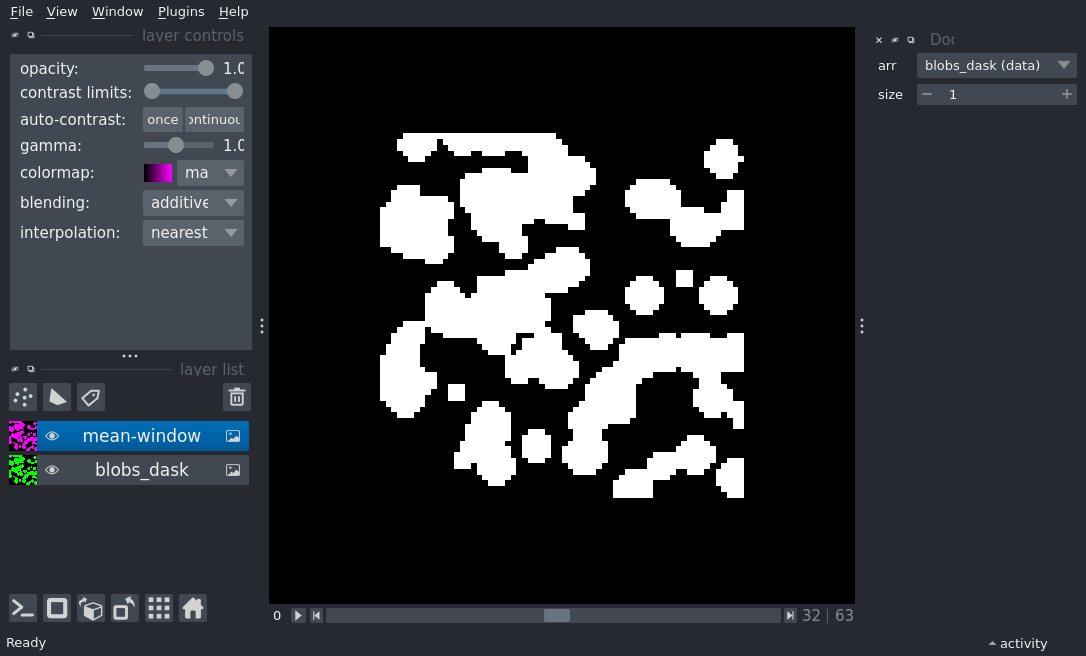 File View Window Plugins Help
layer controls
opacity: 1.0
contrast limits:
auto-contrast: once ontinuou
gamma: 1.0
colormap: ma
blending: additive
interpolation: nearest
layer list
mean-window
blobs_dask
0 32 | 63
Ready
Doc
arr blobs_dask (data)
size 1
activity